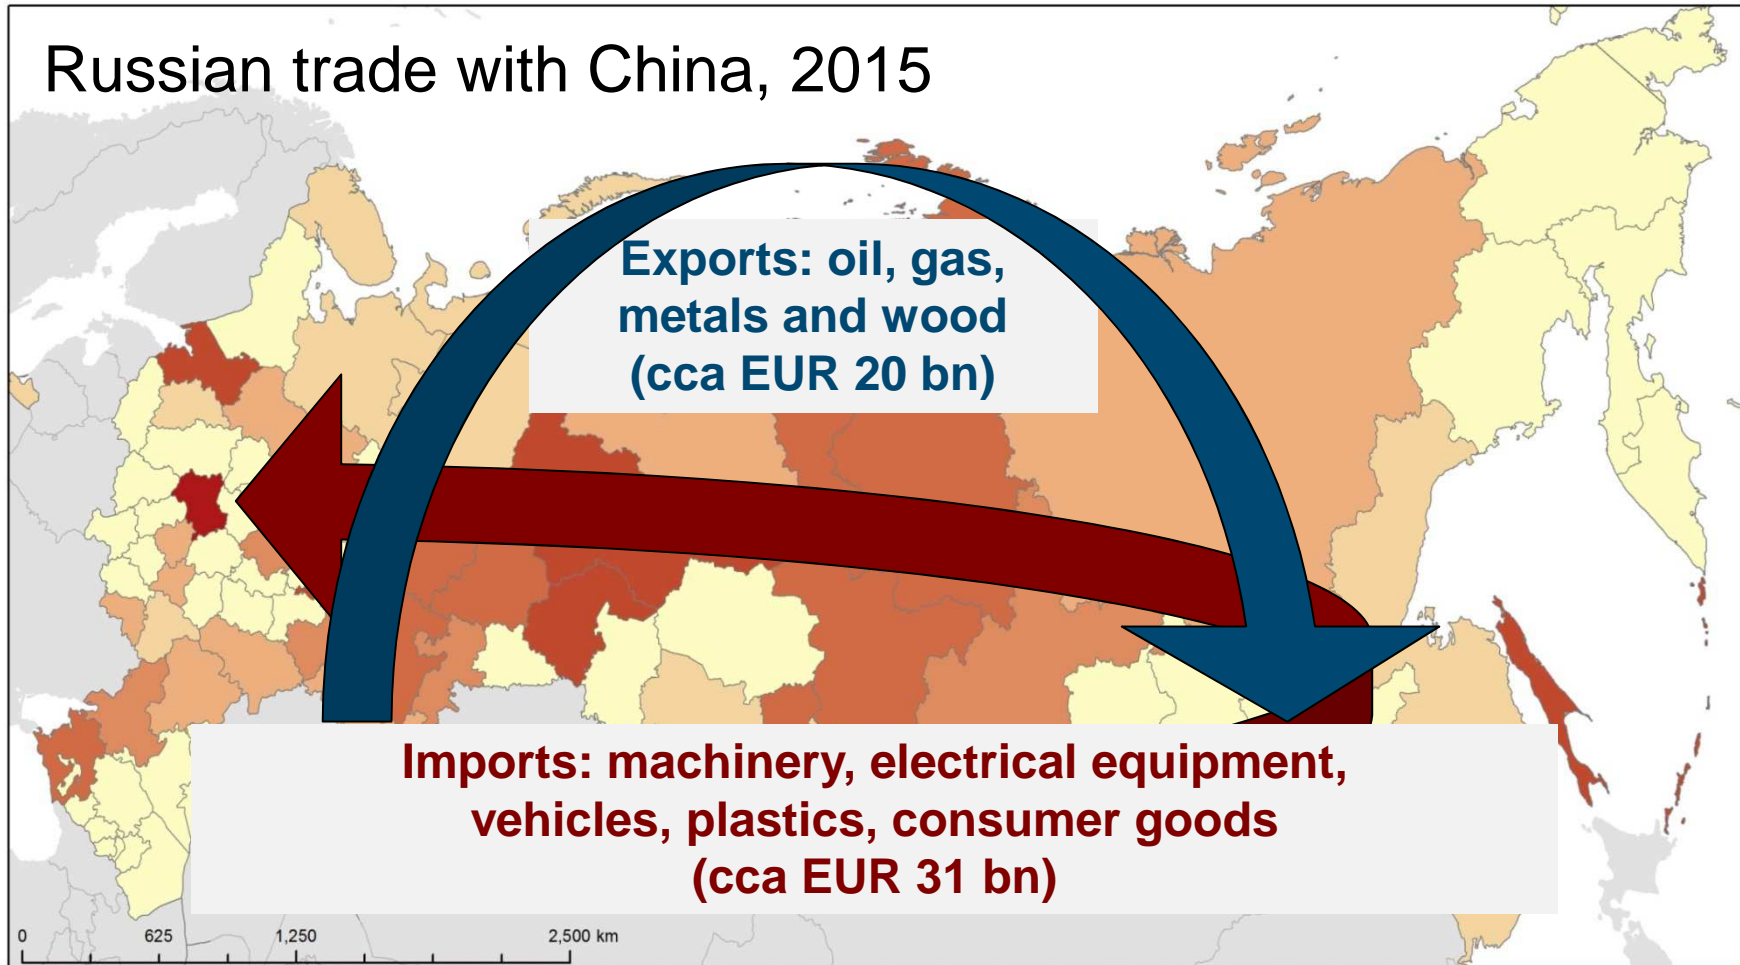 Russian trade with China, 2015
Exports: oil, gas,
metals and wood
(cca EUR 20 bn)
Imports: machinery, electrical equipment,
vehicles, plastics, consumer goods
(cca EUR 31 bn)
0 625 1,250 2,500 km